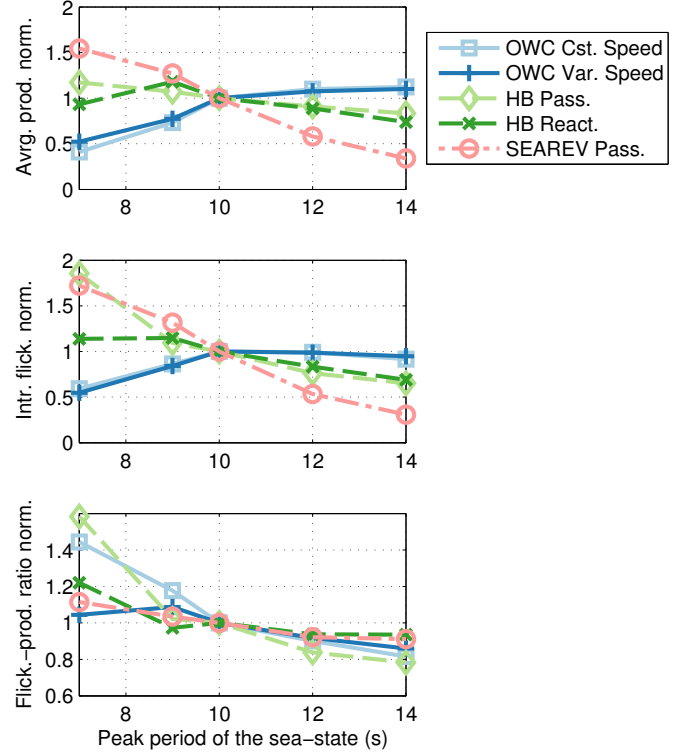 2
1.5
1
0.5
0
Avrg. prod. norm.
8 10 12 14
OWC Cst. Speed
OWC Var. Speed
HB Pass.
HB React.
SEAREV Pass.
2
1.5
1
0.5
0
Intr. flick. norm.
8 10 12 14
1.4
1.2
1
0.8
0.6
Flick.−prod. ratio norm.
8 10 12 14
Peak period of the sea−state (s)